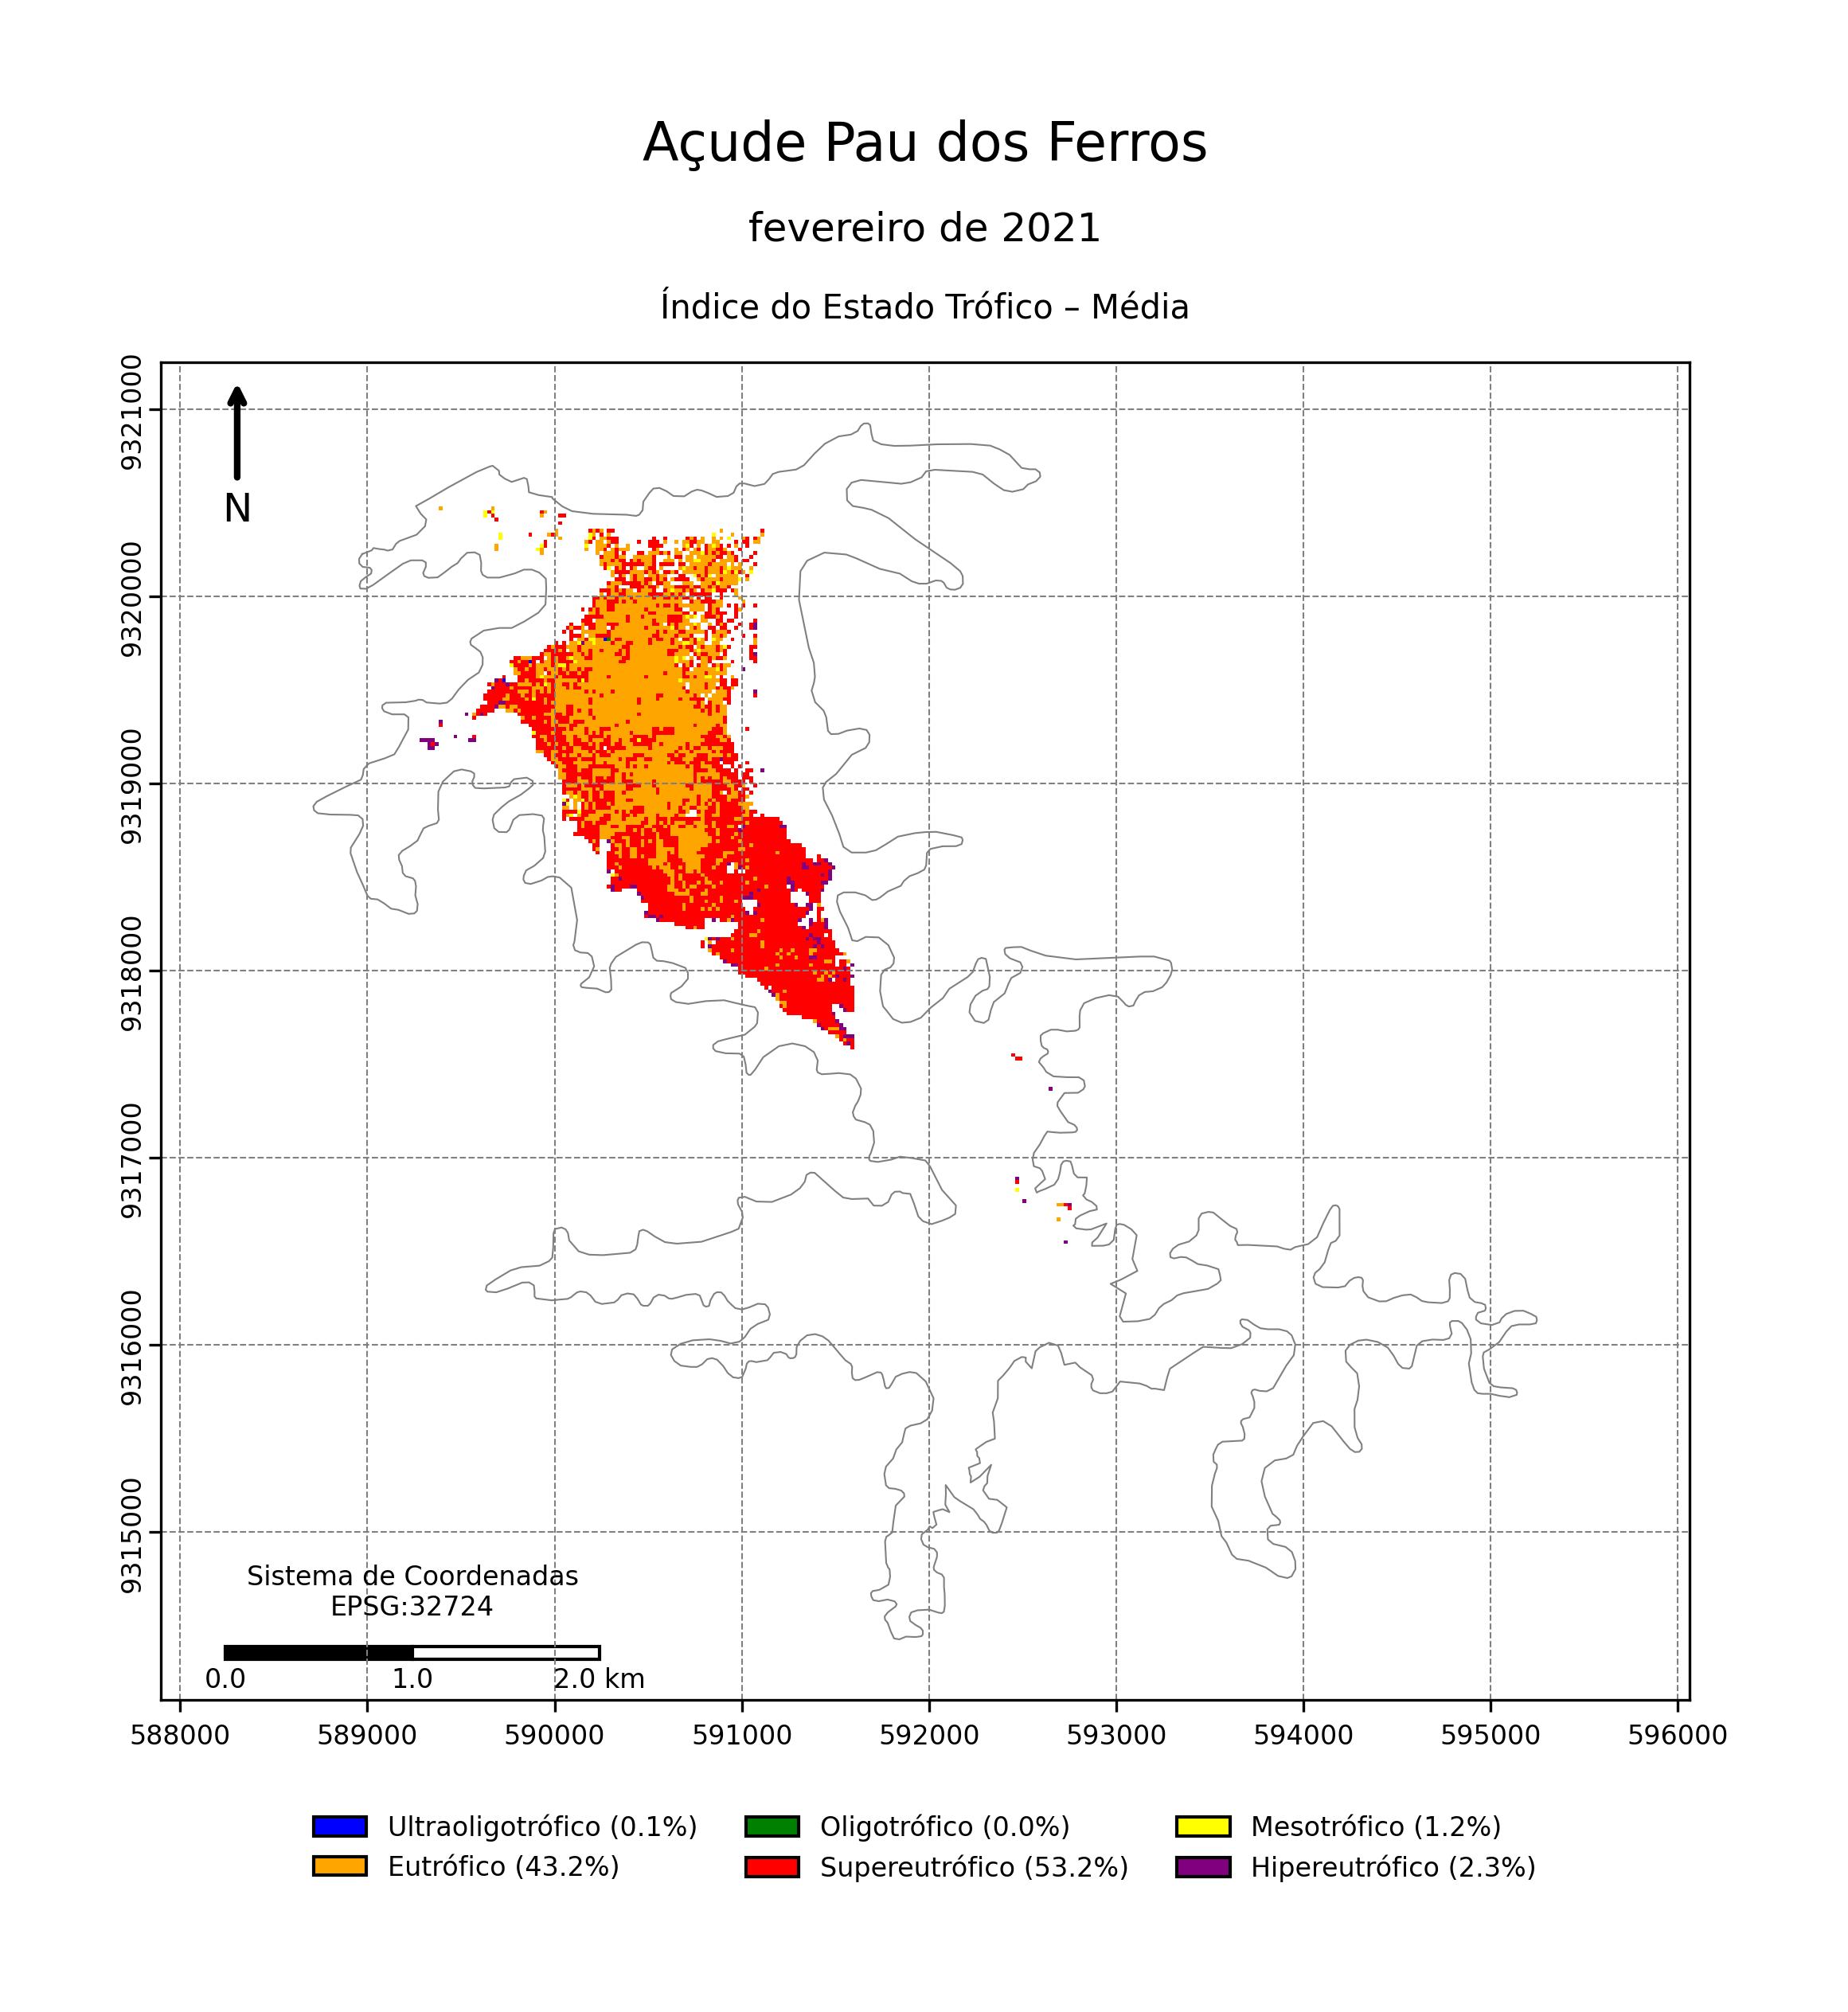 Açude Pau dos Ferros
fevereiro de 2021
Índice do Estado Trófico – Média
9321000
9320000
9319000
9318000
9317000
9316000
9315000
N
Sistema de Coordenadas
EPSG:32724
0.0 1.0 2.0 km
588000 589000 590000 591000 592000 593000 594000 595000 596000
Ultraoligotrófico (0.1%) Oligotrófico (0.0%) Mesotrófico (1.2%)
Eutrófico (43.2%) Supereutrófico (53.2%) Hipereutrófico (2.3%)